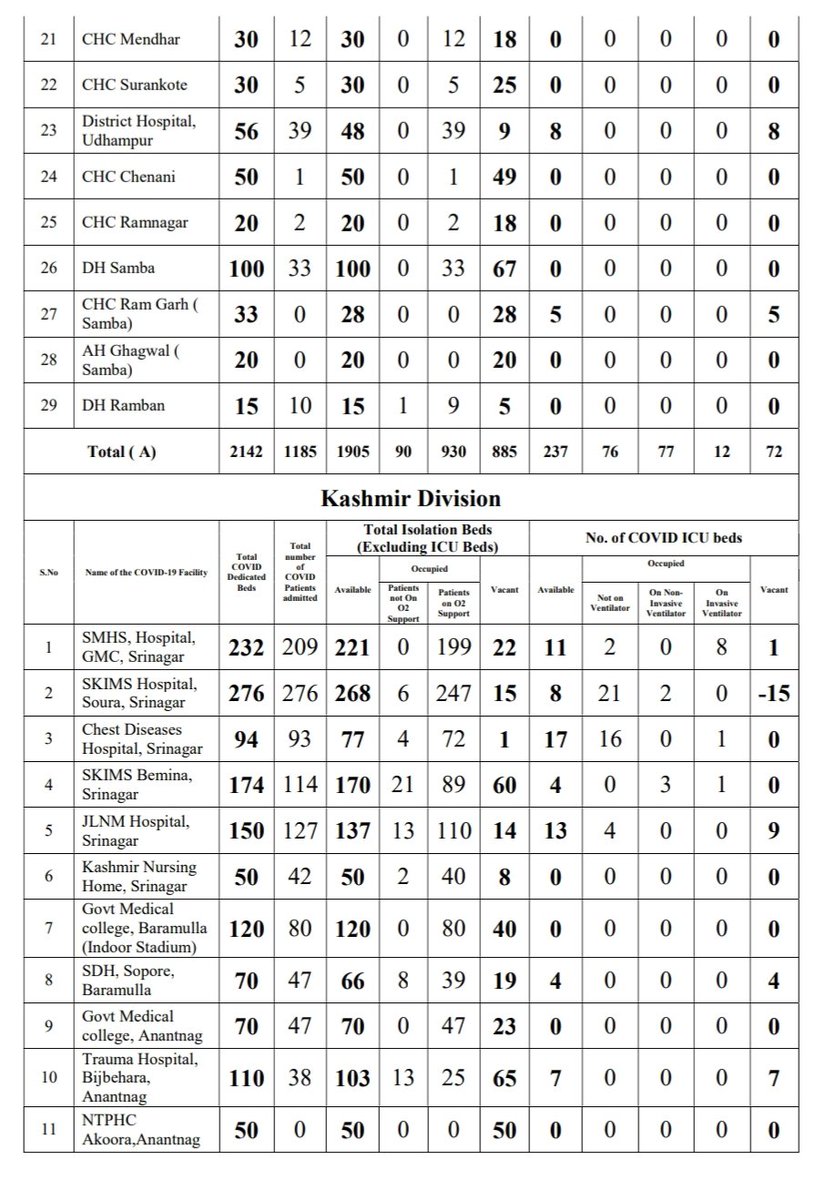 21 CHC Mendhar 30 12 30 0 12 18 0 0 0 0 0
22 CHC Surankote 30 5 30 0 5 25 0 0 0 0 0
23 District Hospital, Udhampur 56 39 48 0 39 9 8 0 0 0 8
24 CHC Chenani 50 1 50 0 1 49 0 0 0 0 0
25 CHC Ramnagar 20 2 20 0 2 18 0 0 0 0 0
26 DH Samba 100 33 100 0 33 67 0 0 0 0 0
27 CHC Ram Garh ( Samba) 33 0 28 0 0 28 5 0 0 0 5
28 AH Ghagwal ( Samba) 20 0 20 0 0 20 0 0 0 0 0
29 DH Ramban 15 10 15 1 9 5 0 0 0 0 0
Total ( A) 2142 1185 1905 90 930 885 237 76 77 12 72
Kashmir Division
S.No Name of the COVID-19 Facility Total COVID Dedicated Beds Total number of COVID Patients admitted
Total Isolation Beds (Excluding ICU Beds) No. of COVID ICU beds
Available Occupied Vacant Available Occupied Vacant
Patients not On O2 Support Patients on O2 Support Not on Ventilator On Non-Invasive Ventilator On Invasive Ventilator
1 SMHS, Hospital, GMC, Srinagar 232 209 221 0 199 22 11 2 0 8 1
2 SKIMS Hospital, Soura, Srinagar 276 276 268 6 247 15 8 21 2 0 -15
3 Chest Diseases Hospital, Srinagar 94 93 77 4 72 1 17 16 0 1 0
4 SKIMS Bemina, Srinagar 174 114 170 21 89 60 4 0 3 1 0
5 JLNM Hospital, Srinagar 150 127 137 13 110 14 13 4 0 0 9
6 Kashmir Nursing Home, Srinagar 50 42 50 2 40 8 0 0 0 0 0
7 Govt Medical college, Baramulla (Indoor Stadium) 120 80 120 0 80 40 0 0 0 0 0
8 SDH, Sopore, Baramulla 70 47 66 8 39 19 4 0 0 0 4
9 Govt Medical college, Anantnag 70 47 70 0 47 23 0 0 0 0 0
10 Trauma Hospital, Bijbehara, Anantnag 110 38 103 13 25 65 7 0 0 0 7
11 NTPHC Akoora,Anantnag 50 0 50 0 0 50 0 0 0 0 0